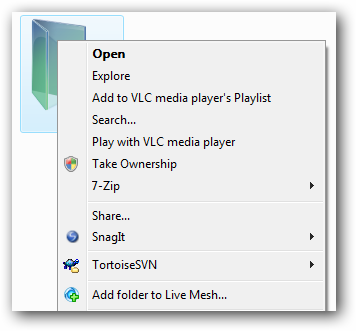 Open
Explore
Add to VLC media player's Playlist
Search...
Play with VLC media player
Take Ownership
7-Zip
Share...
SnagIt
TortoiseSVN
Add folder to Live Mesh...